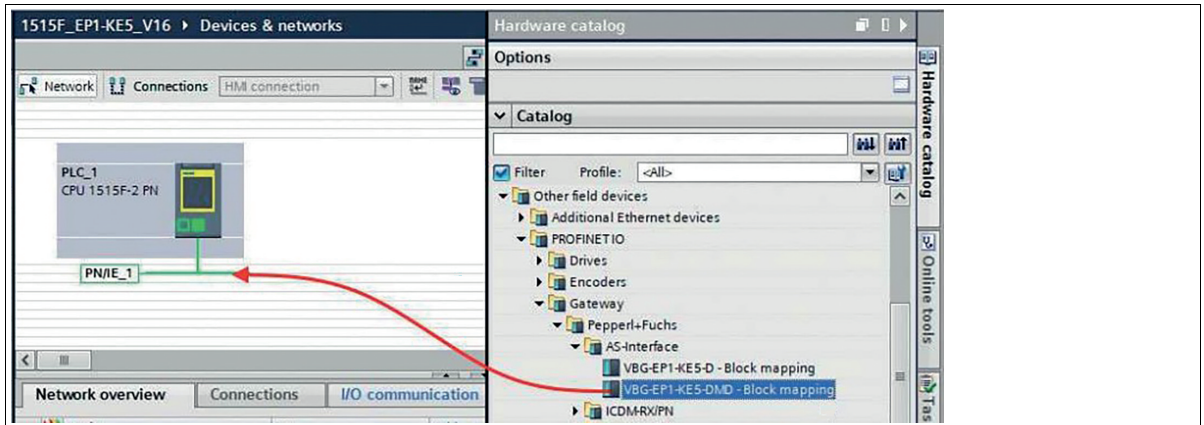 1515F_EP1-KE5_V16 ▸ Devices & networks
Network Connections HMI connection
PLC_1
CPU 1515F-2 PN
PN/IE_1
Network overview Connections I/O communication
Hardware catalog
Options
Catalog
Filter Profile: <All>
Other field devices
Additional Ethernet devices
PROFINET IO
Drives
Encoders
Gateway
Pepperl+Fuchs
AS-Interface
VBG-EP1-KE5-D - Block mapping
VBG-EP1-KE5-DMD - Block mapping
ICDM-RX/PN
Hardware catalog
Online tools
Tas